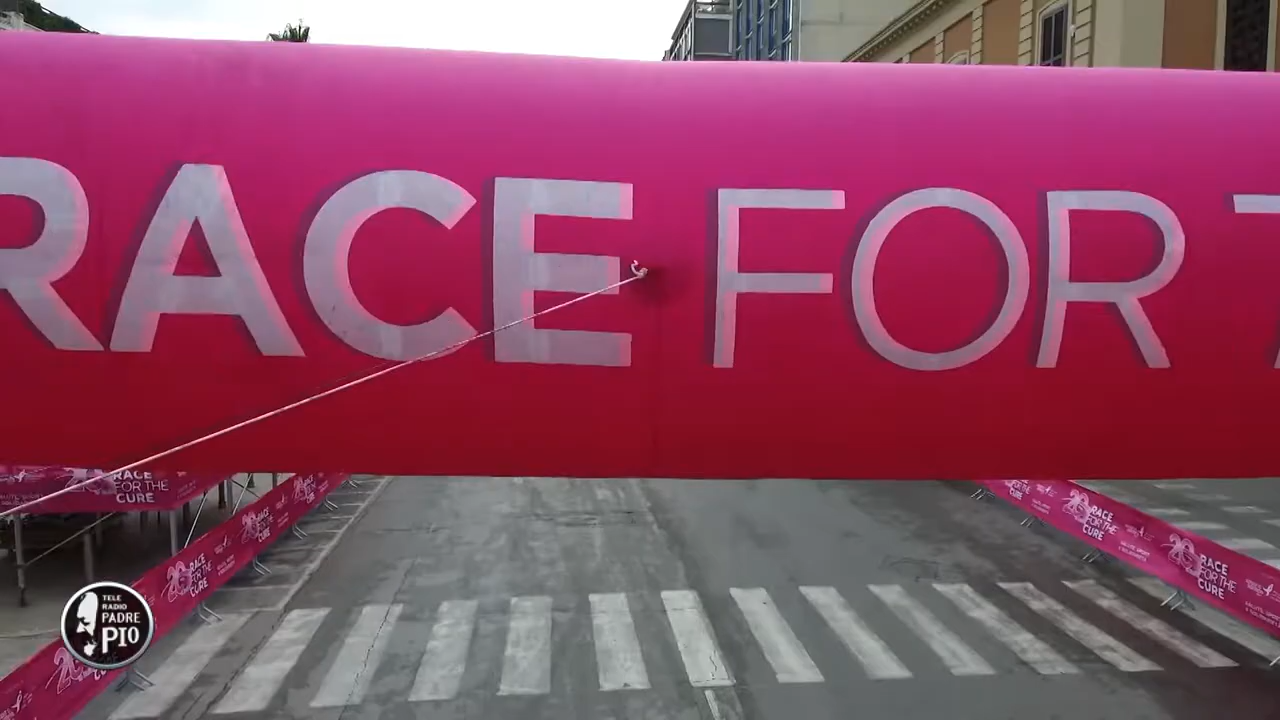 RACE FOR T
RACE
FOR THE
CURE
RACE
FOR THE
CURE
RACE
FOR THE
CURE
RACE
FOR THE
CURE
TELE
RADIO
PADRE
PIO